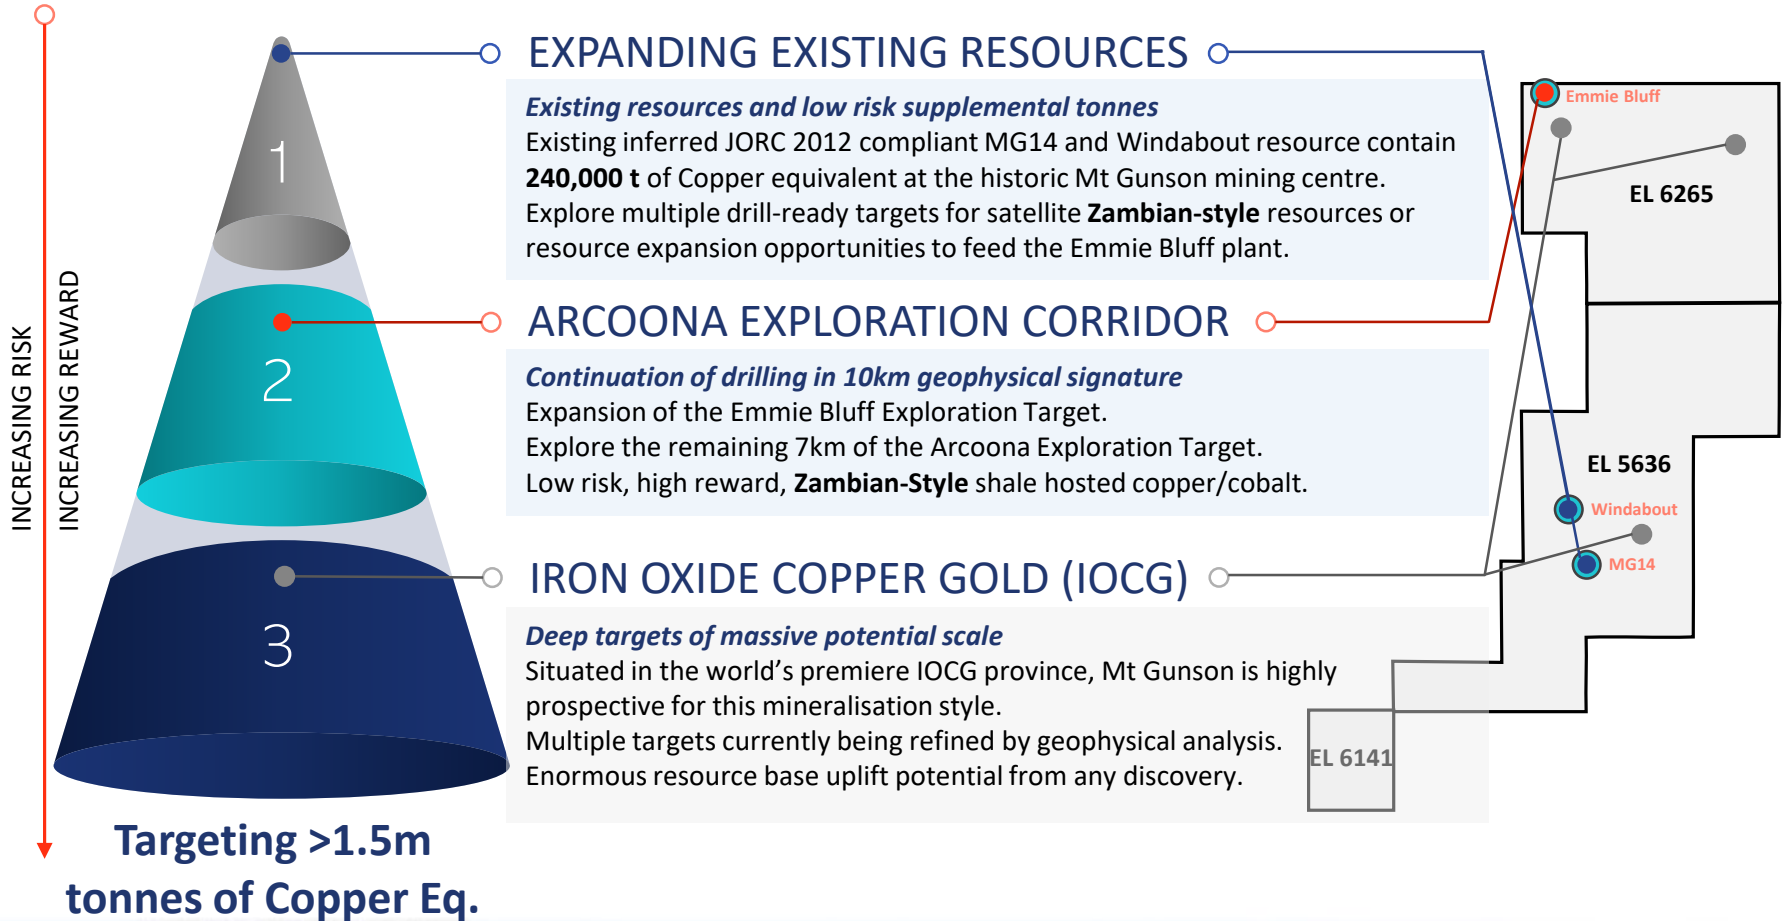 INCREASING RISK
INCREASING REWARD
1
2
3
Targeting >1.5m
tonnes of Copper Eq.
EXPANDING EXISTING RESOURCES
Existing resources and low risk supplemental tonnes
Existing inferred JORC 2012 compliant MG14 and Windabout resource contain
240,000 t of Copper equivalent at the historic Mt Gunson mining centre.
Explore multiple drill-ready targets for satellite Zambian-style resources or
resource expansion opportunities to feed the Emmie Bluff plant.
ARCOONA EXPLORATION CORRIDOR
Continuation of drilling in 10km geophysical signature
Expansion of the Emmie Bluff Exploration Target.
Explore the remaining 7km of the Arcoona Exploration Target.
Low risk, high reward, Zambian-Style shale hosted copper/cobalt.
IRON OXIDE COPPER GOLD (IOCG)
Deep targets of massive potential scale
Situated in the world’s premiere IOCG province, Mt Gunson is highly
prospective for this mineralisation style.
Multiple targets currently being refined by geophysical analysis.
Enormous resource base uplift potential from any discovery.
Emmie Bluff
EL 6265
EL 5636
Windabout
MG14
EL 6141